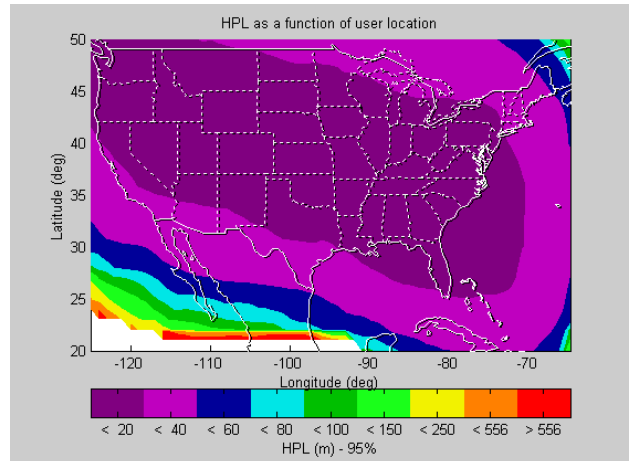 HPL as a function of user location
50
45
40
35
30
25
20
Latitude (deg)
-120 -110 -100 -90 -80 -70
Longitude (deg)
< 20 < 40 < 60 < 80 < 100 < 150 < 250 < 556 > 556
HPL (m) - 95%